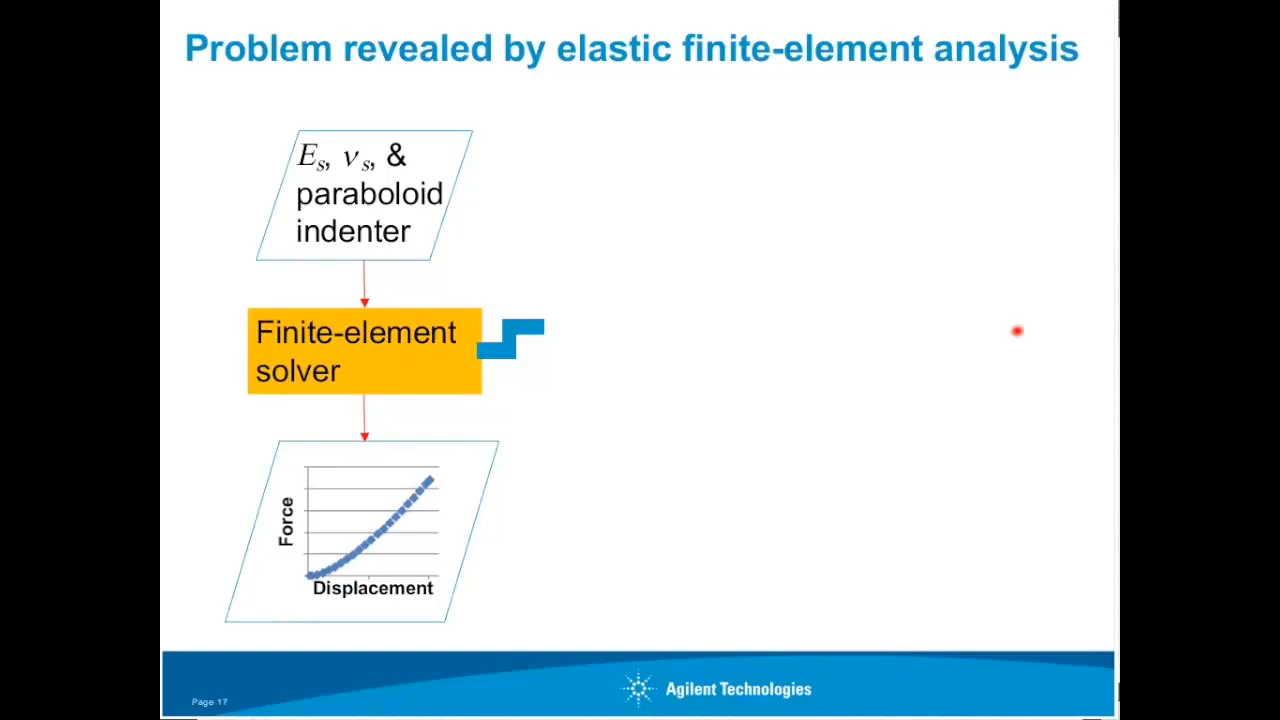 Problem revealed by elastic finite-element analysis
Es, νs, &
paraboloid
indenter
Finite-element
solver
Force
Displacement
Page 17
Agilent Technologies